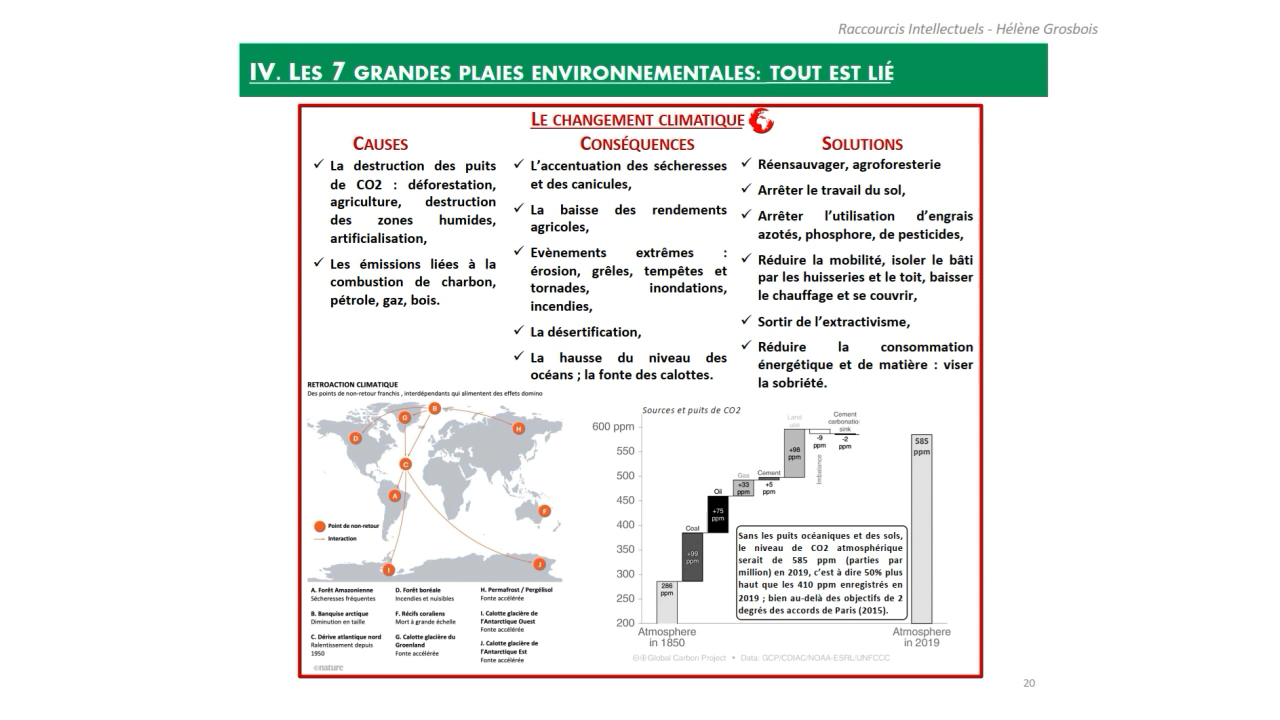 Raccourcis Intellectuels - Hélène Grosbois
IV. Les 7 grandes plaies environnementales: tout est lié
Le changement climatique
Causes
La destruction des puits
de CO2 : déforestation,
agriculture, destruction
des zones humides,
artificialisation,
Les émissions liées à la
combustion de charbon,
pétrole, gaz, bois.
Conséquences
L'accentuation des sécheresses
et des canicules,
La baisse des rendements
agricoles,
Evènements extrêmes :
érosion, grêles, tempêtes et
tornades, inondations,
incendies,
La désertification,
La hausse du niveau des
océans ; la fonte des calottes.
Solutions
Réensauvager, agroforesterie
Arrêter le travail du sol,
Arrêter l'utilisation d'engrais
azotés, phosphore, de pesticides,
Réduire la mobilité, isoler le bâti
par les huisseries et le toit, baisser
le chauffage et se couvrir,
Sortir de l'extractivisme,
Réduire la consommation
énergétique et de matière : viser
la sobriété.
RETROACTION CLIMATIQUE
Des points de non-retour franchis , interdépendants qui alimentent des effets domino
B
G
D
H
C
A
F
I
J
Point de non-retour
Interaction
A. Forêt Amazonienne
Sécheresses fréquentes
B. Banquise arctique
Diminution en taille
C. Dérive atlantique nord
Ralentissement depuis
1950
D. Forêt boréale
Incendies et nuisibles
F. Récifs coraliens
Mort à grande échelle
G. Calotte glacière du
Groenland
Fonte accélérée
H. Permafrost / Pergélisol
Fonte accélérée
I. Calotte glacière de
l'Antarctique Ouest
Fonte accélérée
J. Calotte glacière de
l'Antarctique Est
Fonte accélérée
©nature
Sources et puits de CO2
600 ppm
550
500
450
400
350
300
250
200
286
ppm
Coal
+99
ppm
Oil
+75
ppm
Gas
+33
ppm
Cement
+5
ppm
Land
use
+98
ppm
-9
ppm
Imbalance
Cement
carbonatio
sink
-2
ppm
585
ppm
Sans les puits océaniques et des sols,
le niveau de CO2 atmosphérique
serait de 585 ppm (parties par
million) en 2019, c'est à dire 50% plus
haut que les 410 ppm enregistrés en
2019 ; bien au-delà des objectifs de 2
degrés des accords de Paris (2015).
Atmosphere
in 1850
Atmosphere
in 2019
Global Carbon Project • Data: GCP/CDIAC/NOAA-ESRL/UNFCCC
20